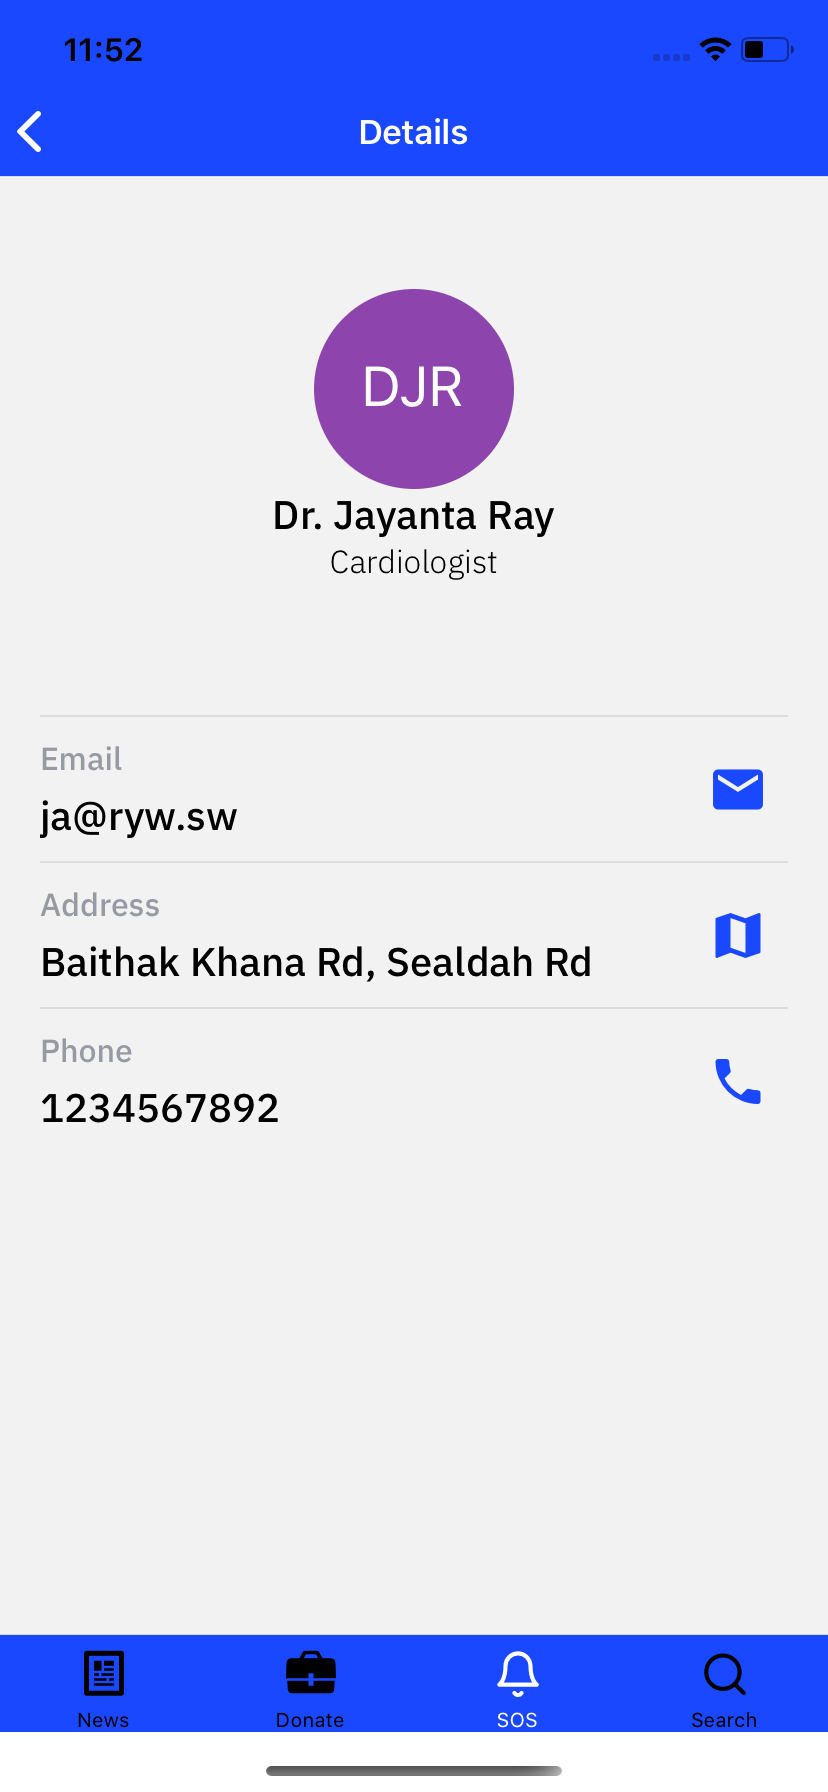 11:52
Details
DJR
Dr. Jayanta Ray
Cardiologist
Email
ja@ryw.sw
Address
Baithak Khana Rd, Sealdah Rd
Phone
1234567892
News Donate SOS Search